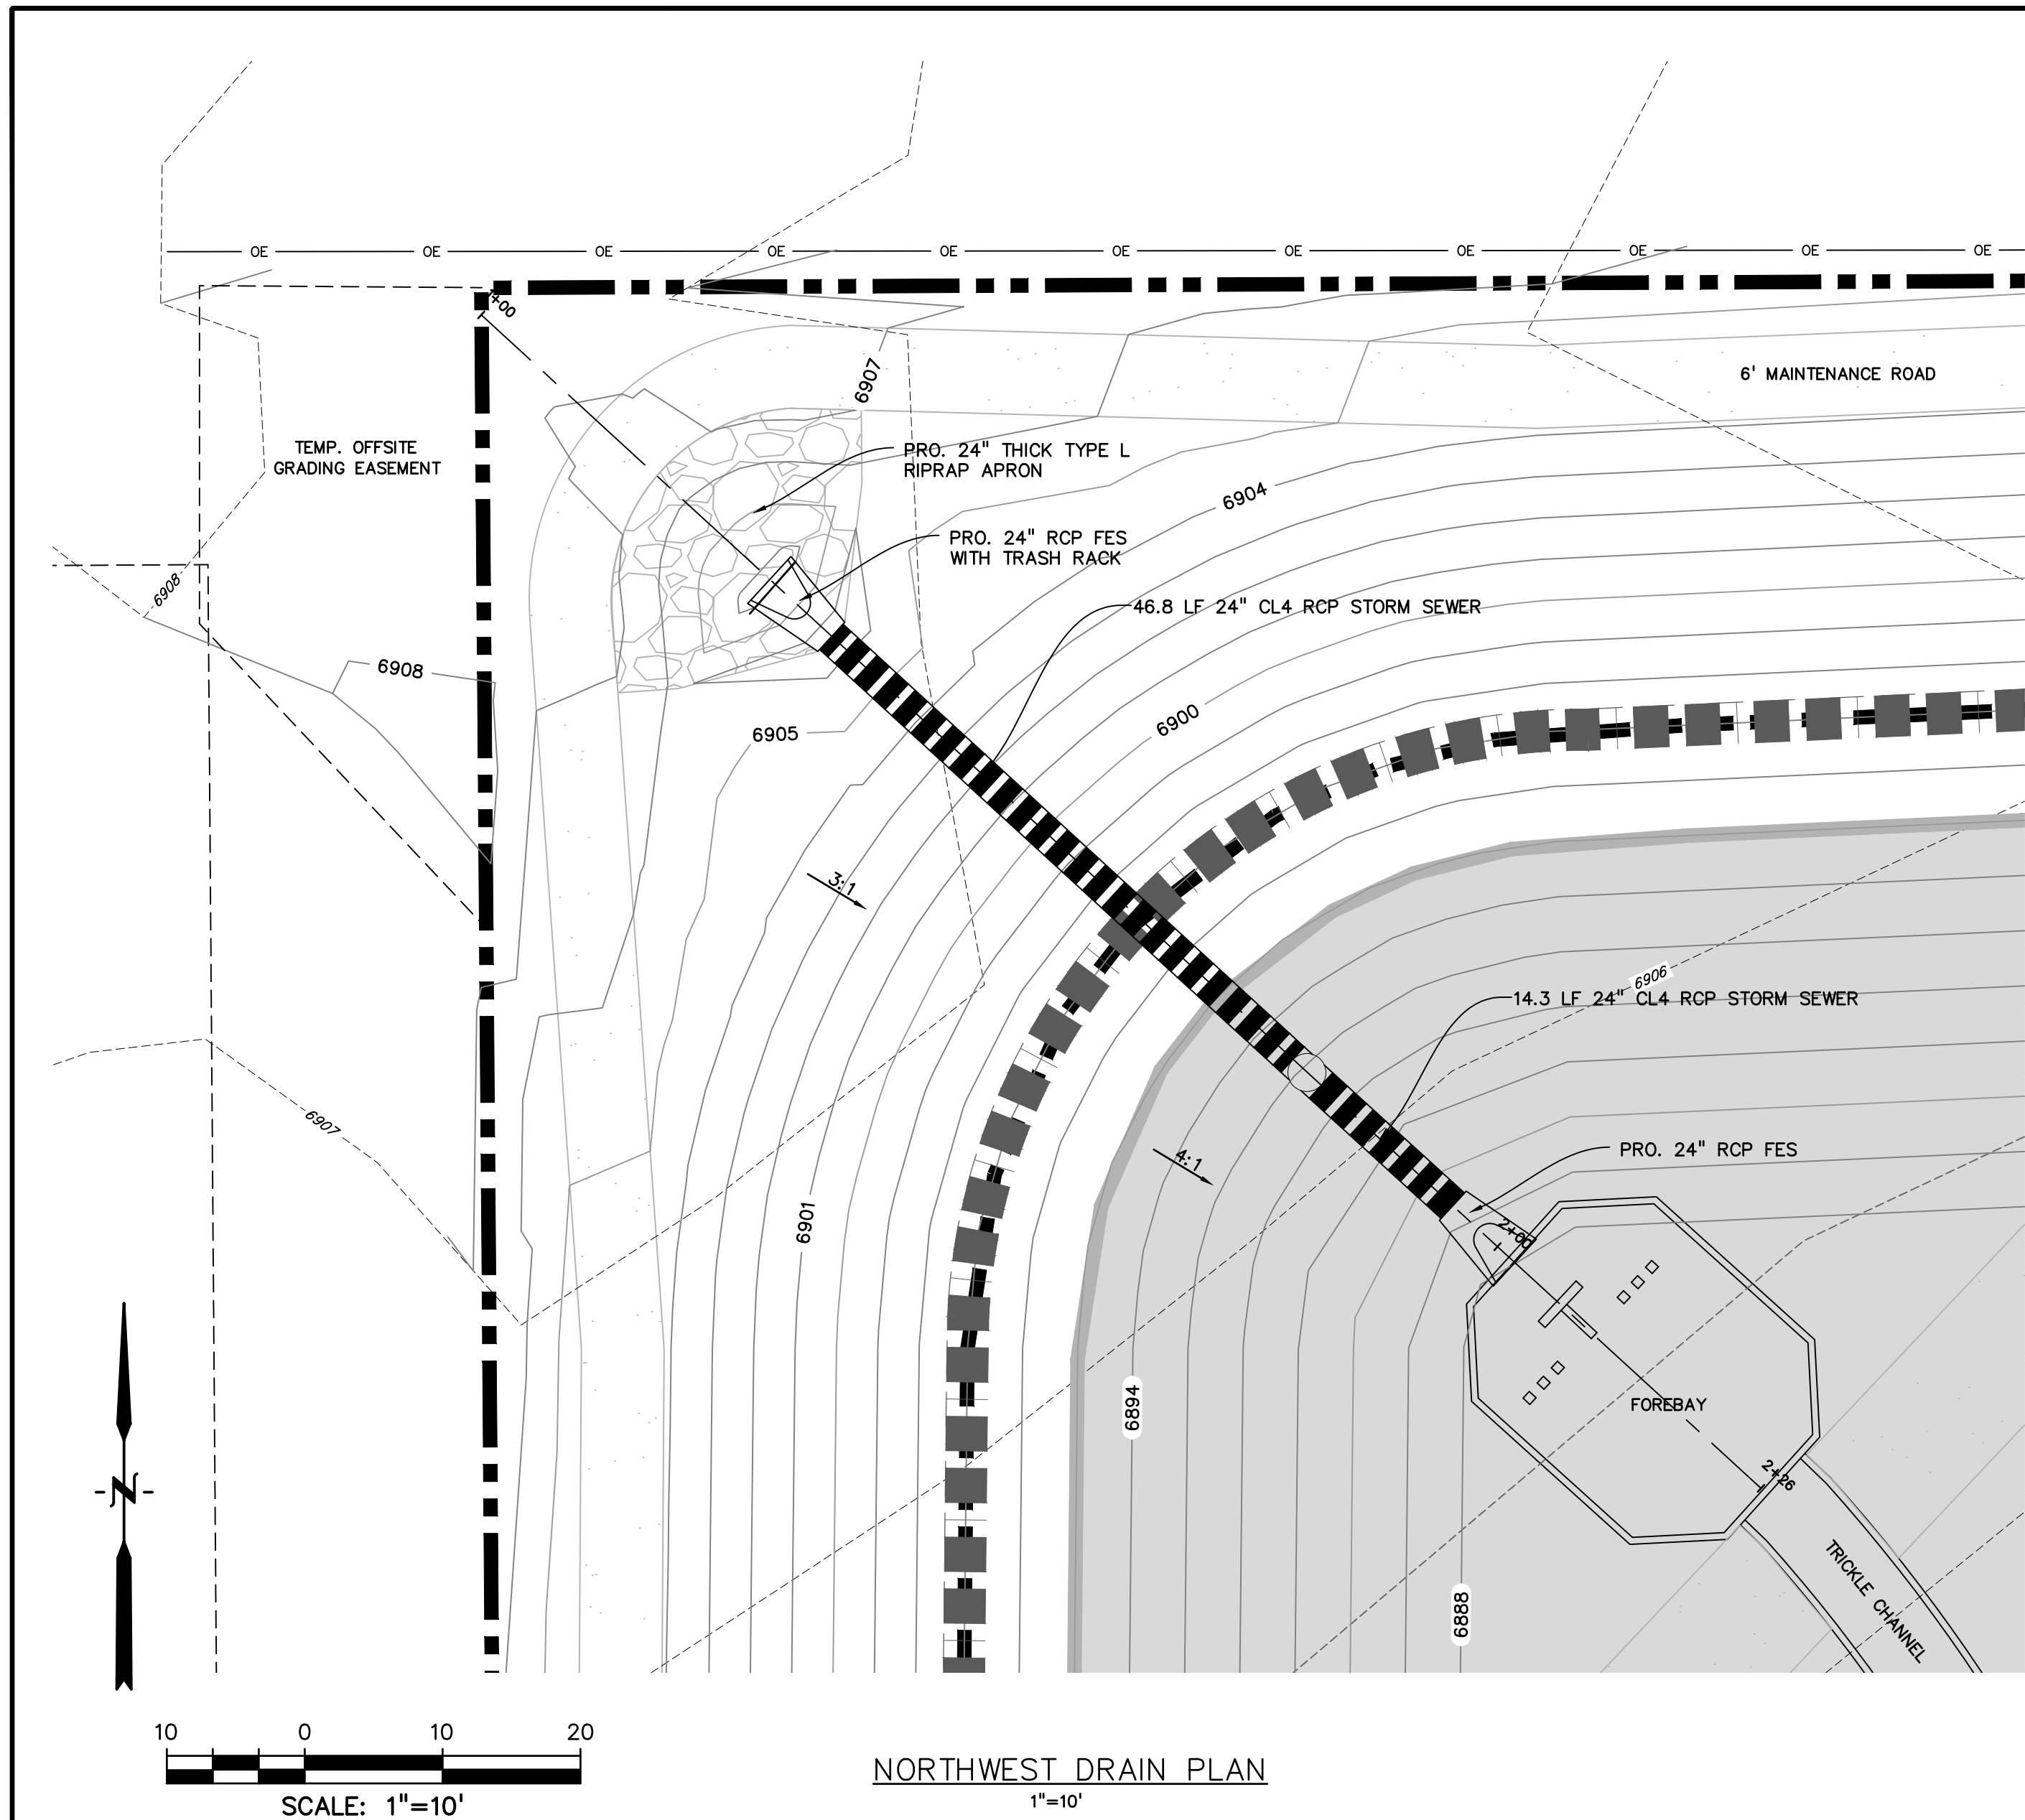 OE OE OE OE OE OE OE OE OE OE OE
1+00
6907
6' MAINTENANCE ROAD
TEMP. OFFSITE
GRADING EASEMENT
PRO. 24" THICK TYPE L
RIPRAP APRON
6904
PRO. 24" RCP FES
WITH TRASH RACK
6908
46.8 LF 24" CL4 RCP STORM SEWER
6908
6905
6900
3:1
6906
14.3 LF 24" CL4 RCP STORM SEWER
6907
4:1
PRO. 24" RCP FES
6901
2+00
6894
FOREBAY
2+26
6888
TRICKLE CHANNEL
N
10 0 10 20
SCALE: 1"=10'
NORTHWEST DRAIN PLAN
1"=10'